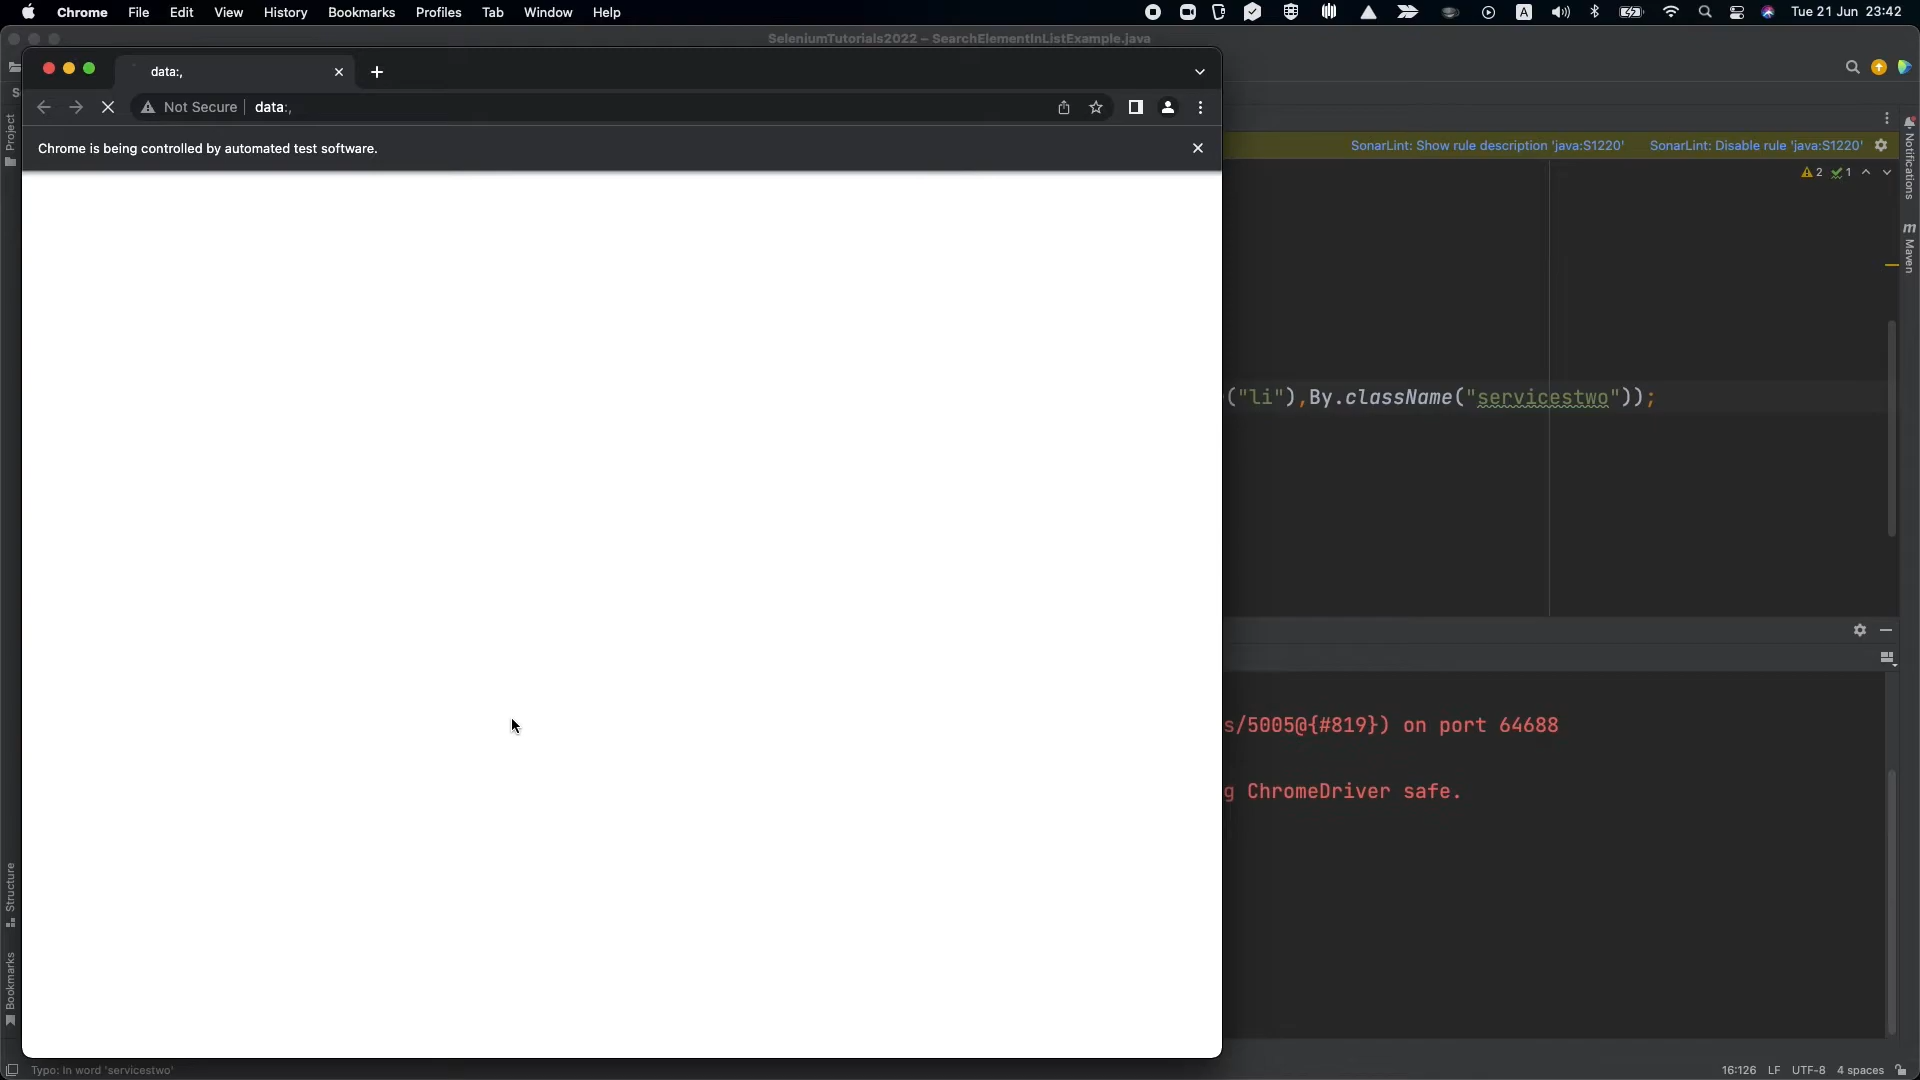 Chrome File Edit View History Bookmarks Profiles Tab Window Help
A
Tue 21 Jun 23:42
SeleniumTutorials2022 – SearchElementInListExample.java
data:,
Not Secure
data:,
Chrome is being controlled by automated test software.
SonarLint: Show rule description 'java:S1220' SonarLint: Disable rule 'java:S1220'
2 1
Project
Notifications
m Maven
("li"),By.className("servicestwo"));
s/5005@{#819}) on port 64688
g ChromeDriver safe.
Structure
Bookmarks
Typo: In word 'servicestwo'
16:126 LF UTF-8 4 spaces